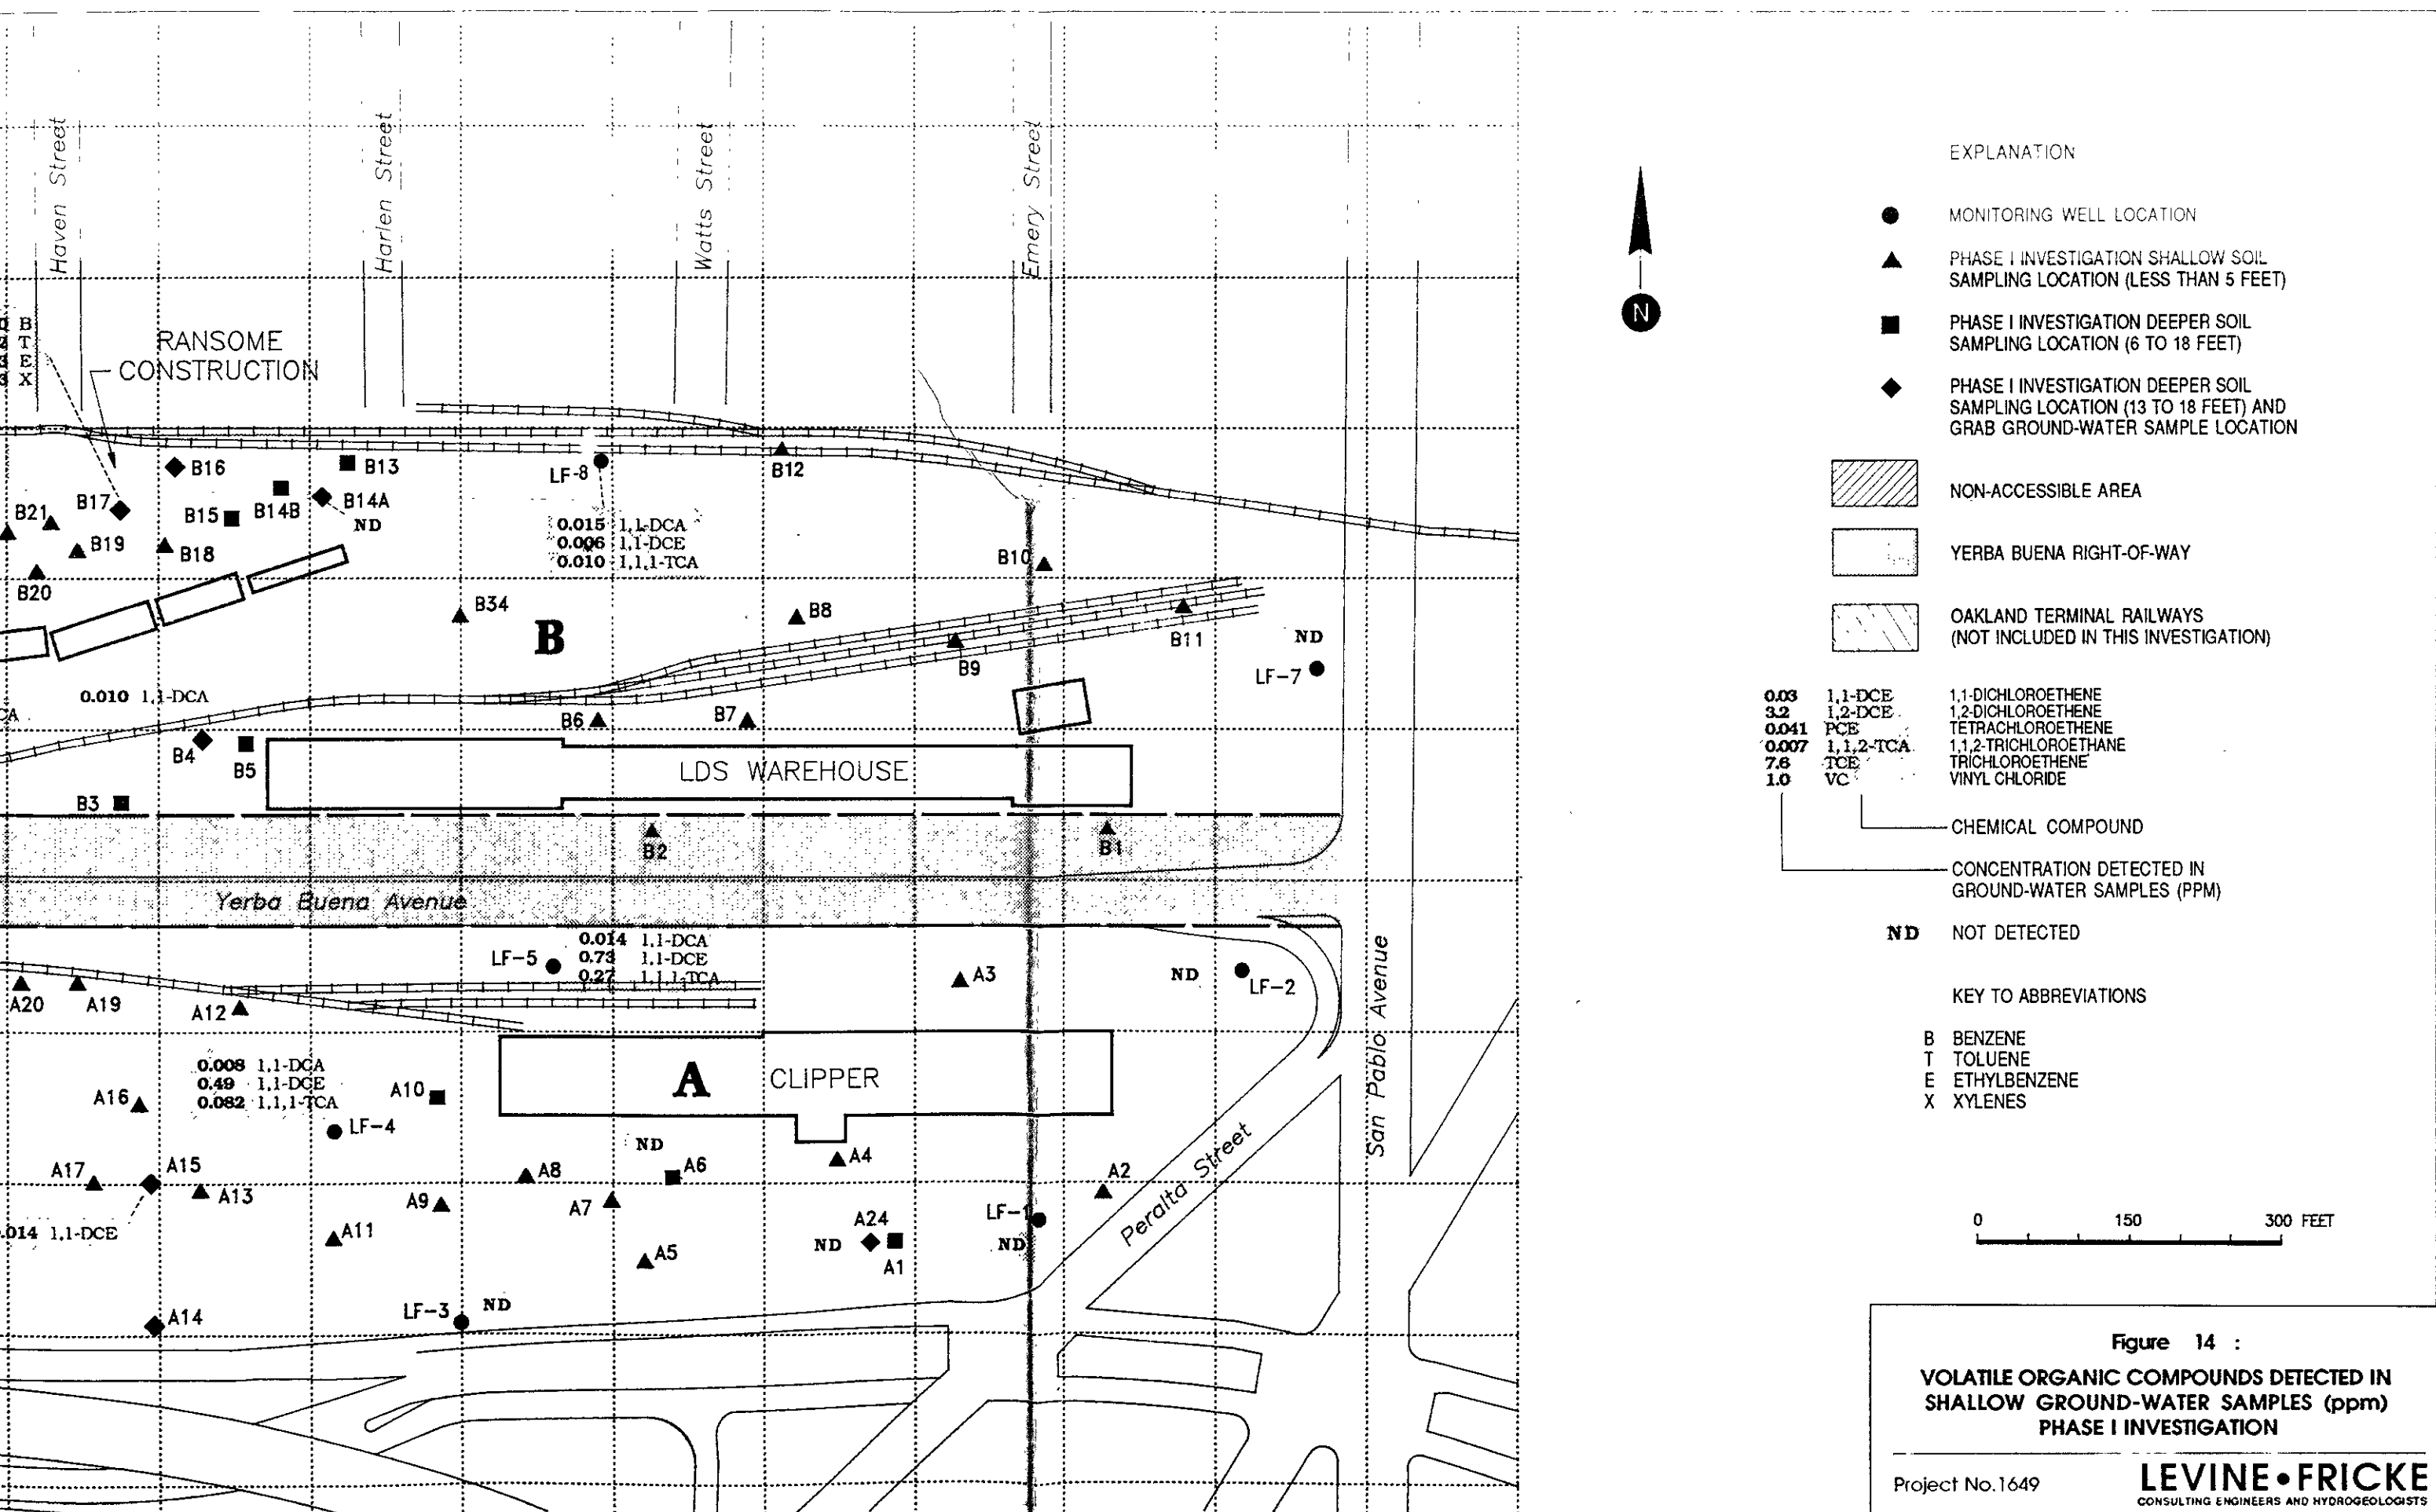 Haven Street
Harlen Street
Watts Street
Emery Street
B
T
E
X
RANSOME
CONSTRUCTION
B16
B13
LF-8
B12
B17
B14A
B15
B14B
ND
B21
B19
B18
B20
0.015 1,1-DCA
0.006 1,1-DCE
0.010 1,1,1-TCA
B10
B34
B8
B
B11
ND
B9
LF-7
0.010 1,1-DCA
B6
B7
B4
B5
LDS WAREHOUSE
B3
B2
B1
Yerba Buena Avenue
0.014 1,1-DCA
0.73 1,1-DCE
0.27 1,1,1-TCA
LF-5
A3
ND
LF-2
A20
A19
A12
San Pablo Avenue
0.008 1,1-DCA
0.49 1,1-DCE
0.082 1,1,1-TCA
A16
A10
A
CLIPPER
LF-4
ND
A17
A15
A13
A8
A6
A4
A2
A9
A7
Peralta Street
.014 1,1-DCE
A11
A5
A24
LF-1
ND
A1
ND
A14
LF-3
ND
N
EXPLANATION
MONITORING WELL LOCATION
PHASE I INVESTIGATION SHALLOW SOIL
SAMPLING LOCATION (LESS THAN 5 FEET)
PHASE I INVESTIGATION DEEPER SOIL
SAMPLING LOCATION (6 TO 18 FEET)
PHASE I INVESTIGATION DEEPER SOIL
SAMPLING LOCATION (13 TO 18 FEET) AND
GRAB GROUND-WATER SAMPLE LOCATION
NON-ACCESSIBLE AREA
YERBA BUENA RIGHT-OF-WAY
OAKLAND TERMINAL RAILWAYS
(NOT INCLUDED IN THIS INVESTIGATION)
0.03 1,1-DCE 1,1-DICHLOROETHENE
3.2 1,2-DCE 1,2-DICHLOROETHENE
0.041 PCE TETRACHLOROETHENE
0.007 1,1,2-TCA 1,1,2-TRICHLOROETHANE
7.6 TCE TRICHLOROETHENE
1.0 VC VINYL CHLORIDE
CHEMICAL COMPOUND
CONCENTRATION DETECTED IN
GROUND-WATER SAMPLES (PPM)
ND NOT DETECTED
KEY TO ABBREVIATIONS
B BENZENE
T TOLUENE
E ETHYLBENZENE
X XYLENES
0 150 300 FEET
Figure 14 :
VOLATILE ORGANIC COMPOUNDS DETECTED IN
SHALLOW GROUND-WATER SAMPLES (ppm)
PHASE I INVESTIGATION
Project No.1649
LEVINE•FRICKE
CONSULTING ENGINEERS AND HYDROGEOLOGISTS